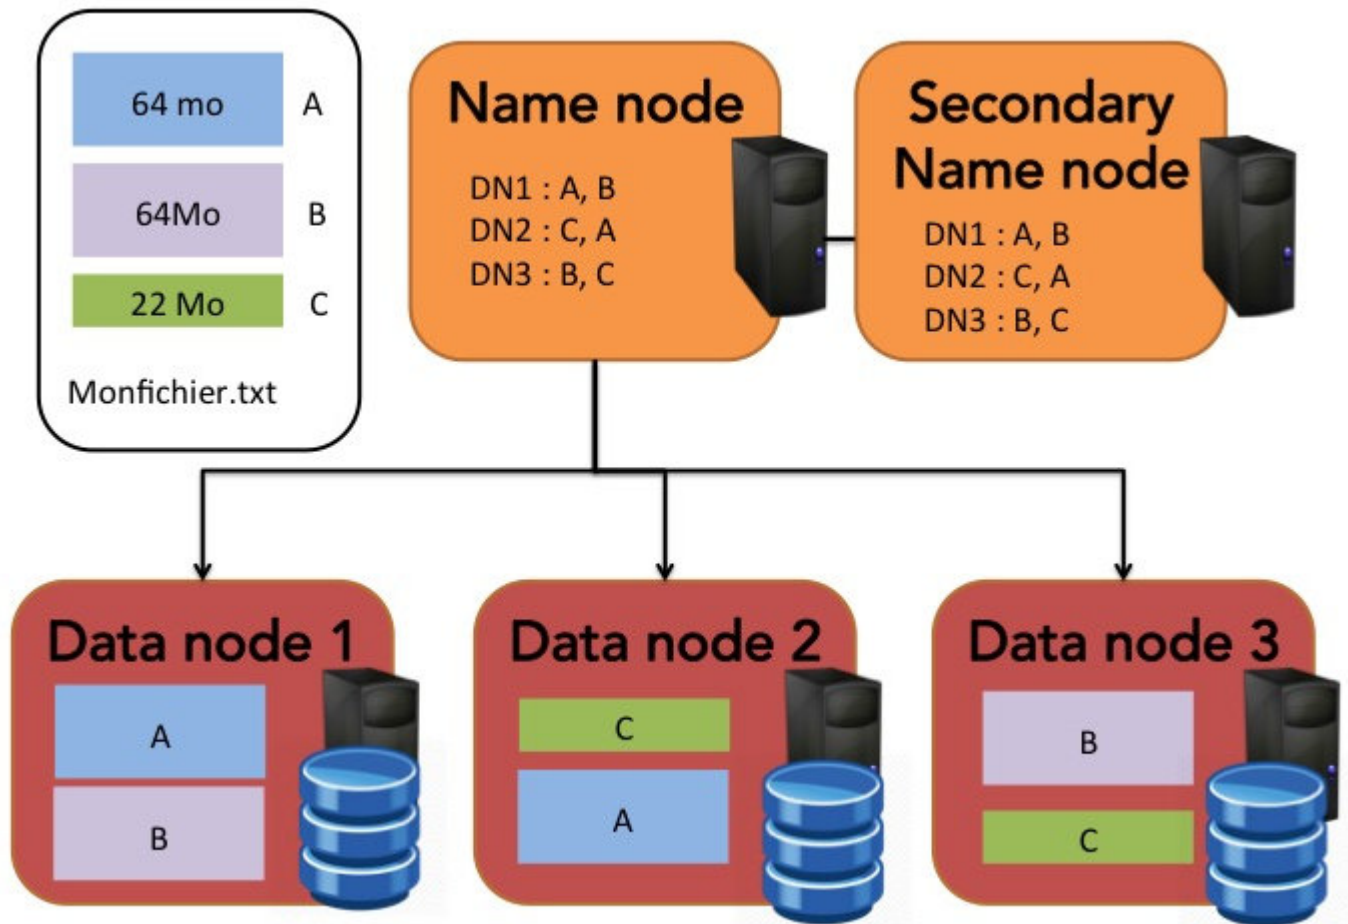 64 mo A
64Mo B
22 Mo C
Monfichier.txt
Name node
DN1 : A, B
DN2 : C, A
DN3 : B, C
Secondary
Name node
DN1 : A, B
DN2 : C, A
DN3 : B, C
Data node 1
A
B
Data node 2
C
A
Data node 3
B
C